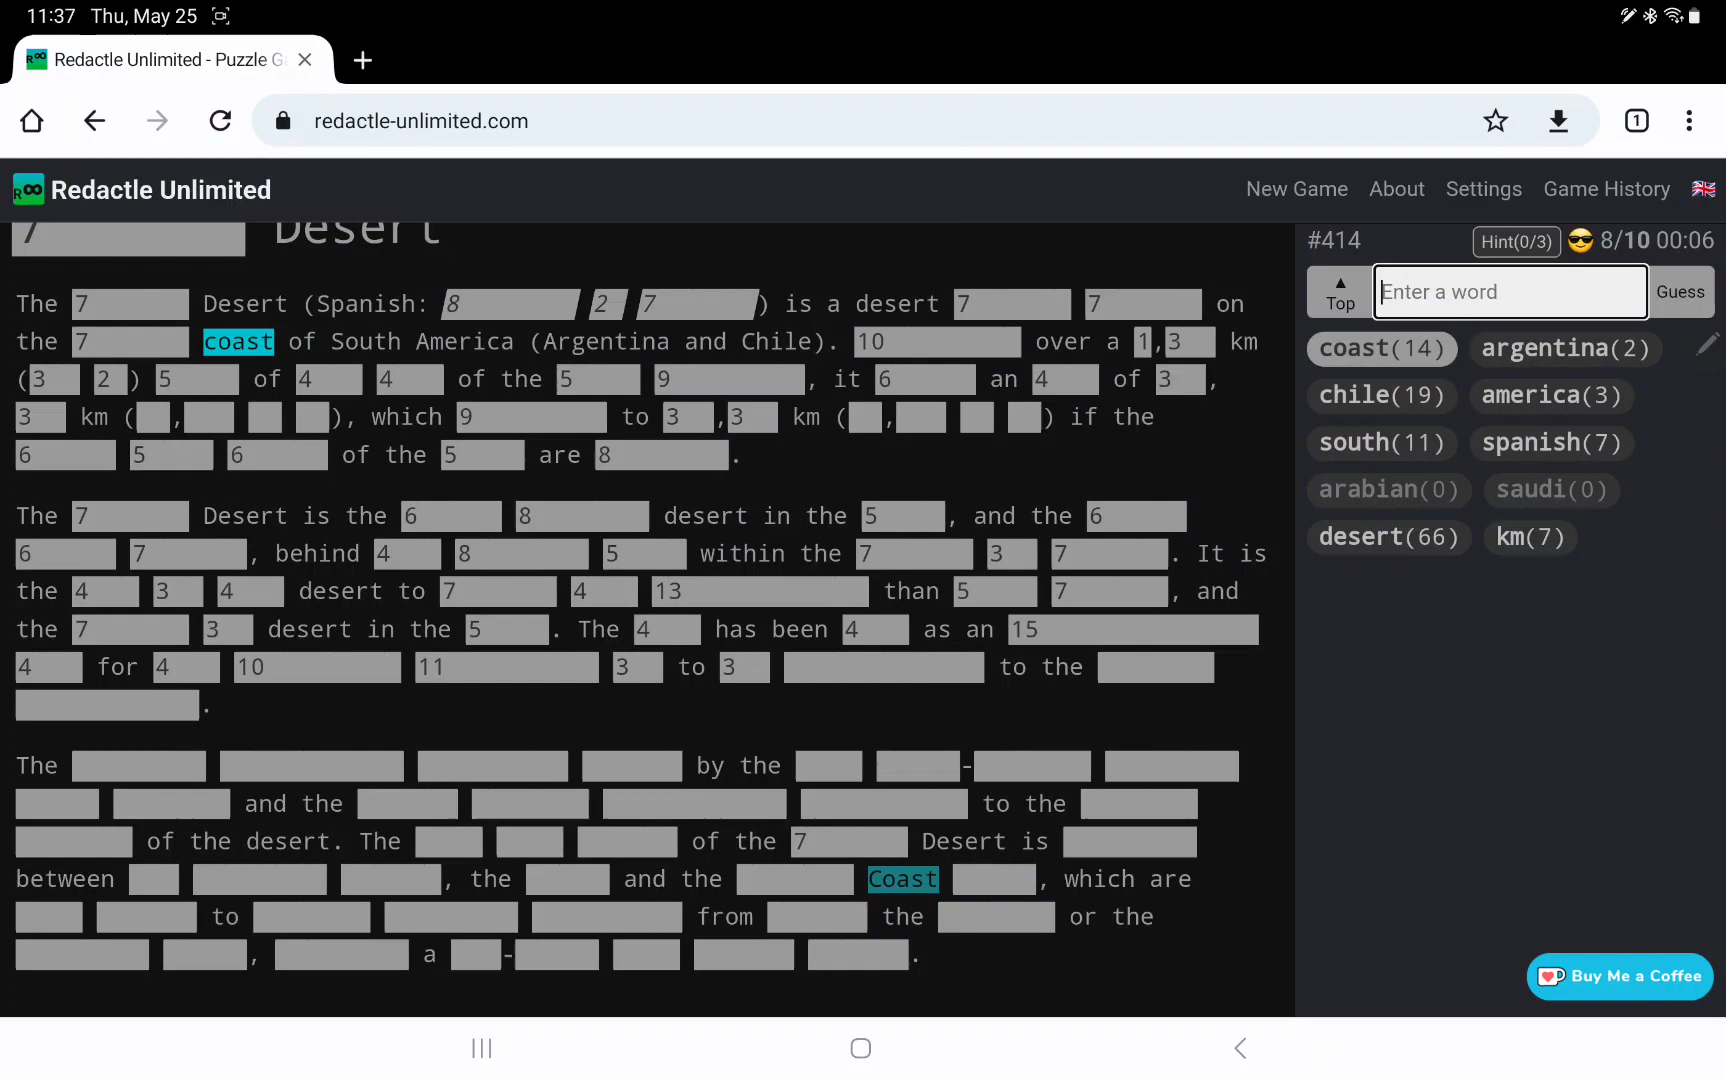 11:37 Thu, May 25
Redactle Unlimited - Puzzle G
redactle-unlimited.com
1
R∞ Redactle Unlimited
New Game About Settings Game History
7 Desert
#414 Hint(0/3) 😎 8/10 00:06
▲ Top Enter a word Guess
The 7 Desert (Spanish: 8 2 7) is a desert 7 7 on
the 7 coast of South America (Argentina and Chile). 10 over a 1,3 km
(3 2) 5 of 4 4 of the 5 9, it 6 an 4 of 3,
3 km ( , ), which 9 to 3,3 km ( , ) if the
6 5 6 of the 5 are 8.
The 7 Desert is the 6 8 desert in the 5, and the 6
6 7, behind 4 8 5 within the 7 3 7. It is
the 4 3 4 desert to 7 4 13 than 5 7, and
the 7 3 desert in the 5. The 4 has been 4 as an 15
4 for 4 10 11 3 to 3 to the
.
The by the -
and the to the
of the desert. The of the 7 Desert is
between , the and the Coast , which are
to from the or the
, a - .
coast(14) argentina(2)
chile(19) america(3)
south(11) spanish(7)
arabian(0) saudi(0)
desert(66) km(7)
Buy Me a Coffee